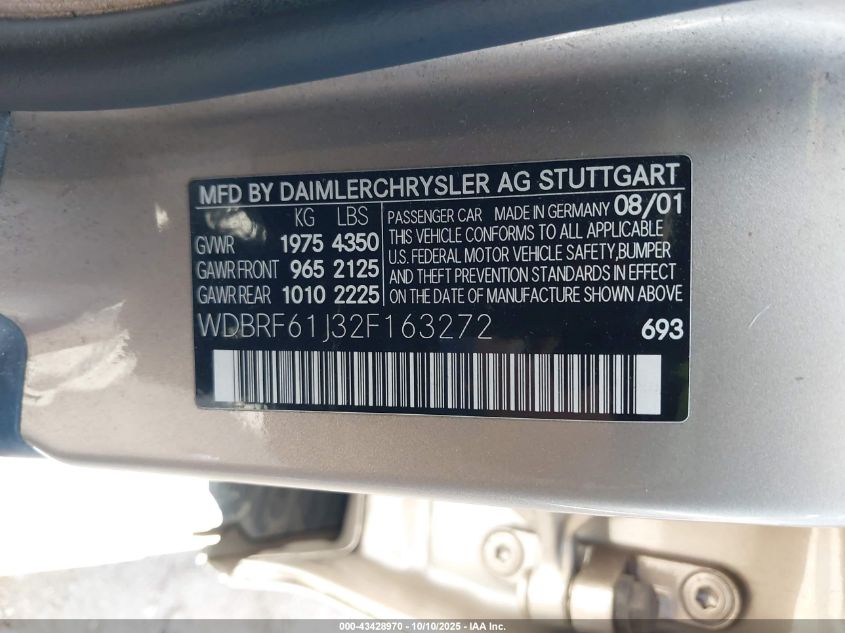 MFD BY DAIMLERCHRYSLER AG STUTTGART
KG LBS
GVWR 1975 4350
GAWR FRONT 965 2125
GAWR REAR 1010 2225
PASSENGER CAR MADE IN GERMANY 08/01
THIS VEHICLE CONFORMS TO ALL APPLICABLE
U.S. FEDERAL MOTOR VEHICLE SAFETY,BUMPER
AND THEFT PREVENTION STANDARDS IN EFFECT
ON THE DATE OF MANUFACTURE SHOWN ABOVE.
WDBRF61J32F163272
693
000-43428970 - 10/10/2025 - IAA Inc.